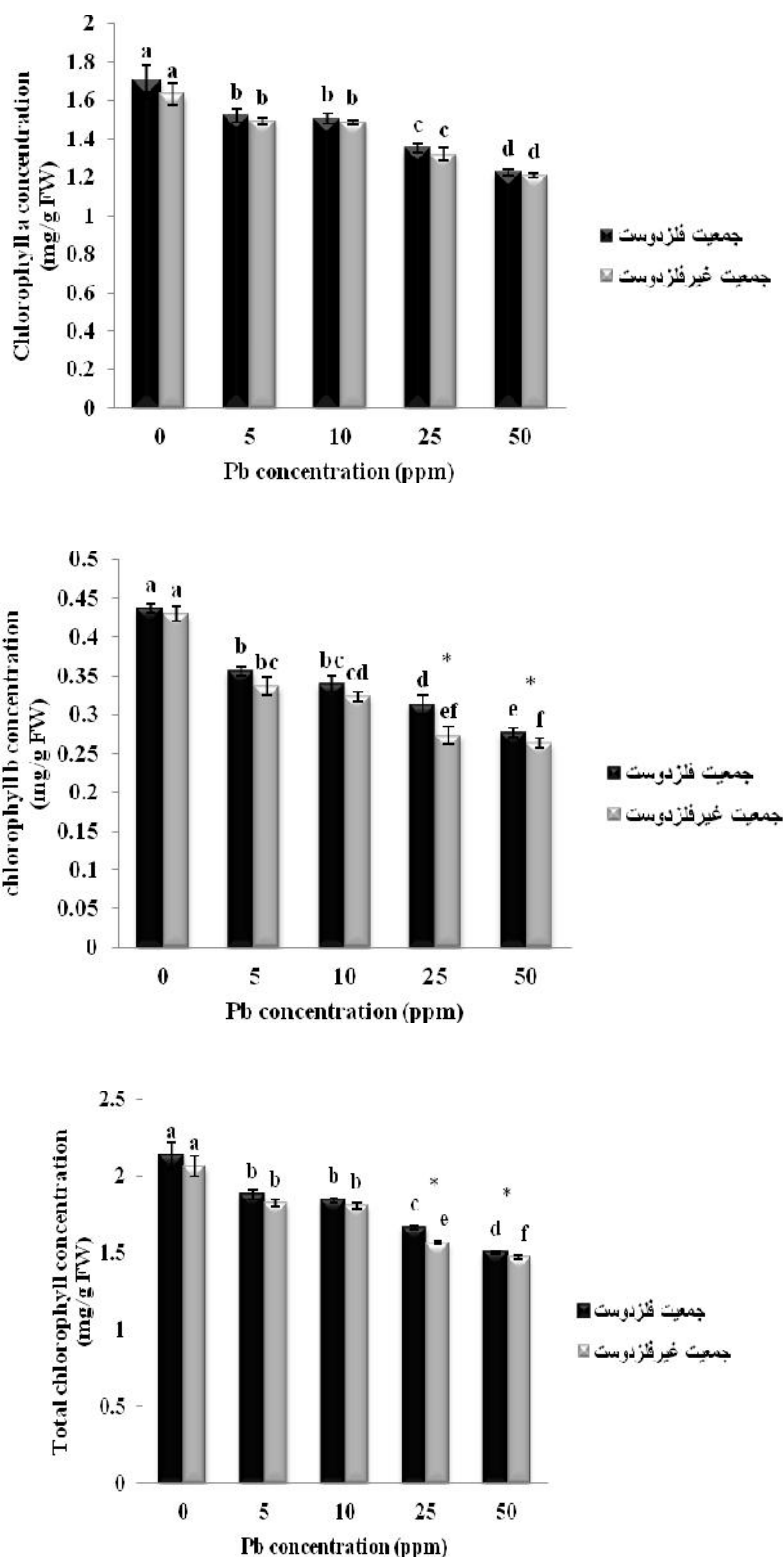 2
1.8
1.6
1.4
1.2
1
0.8
0.6
0.4
0.2
0
Chlorophyll a concentration
(mg/g FW)
a a b b b b c c d d
0 5 10 25 50
Pb concentration (ppm)
جمعیت فلزدوست
جمعیت غیرفلزدوست
0.5
0.45
0.4
0.35
0.3
0.25
0.2
0.15
0.1
0.05
0
chlorophyll b concentration
(mg/g FW)
a a b bc bc cd d ef * e f *
0 5 10 25 50
Pb concentration (ppm)
جمعیت فلزدوست
جمعیت غیرفلزدوست
2.5
2
1.5
1
0.5
0
Total chlorophyll concentration
(mg/g FW)
a a b b b b c * e d * f
0 5 10 25 50
Pb concentration (ppm)
جمعیت فلزدوست
جمعیت غیرفلزدوست